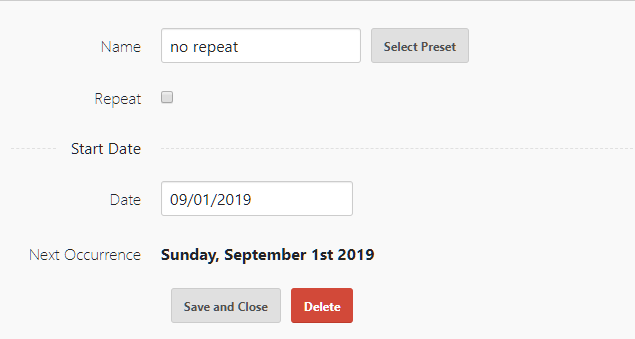 Name no repeat Select Preset
Repeat
Start Date
Date 09/01/2019
Next Occurrence Sunday, September 1st 2019
Save and Close Delete